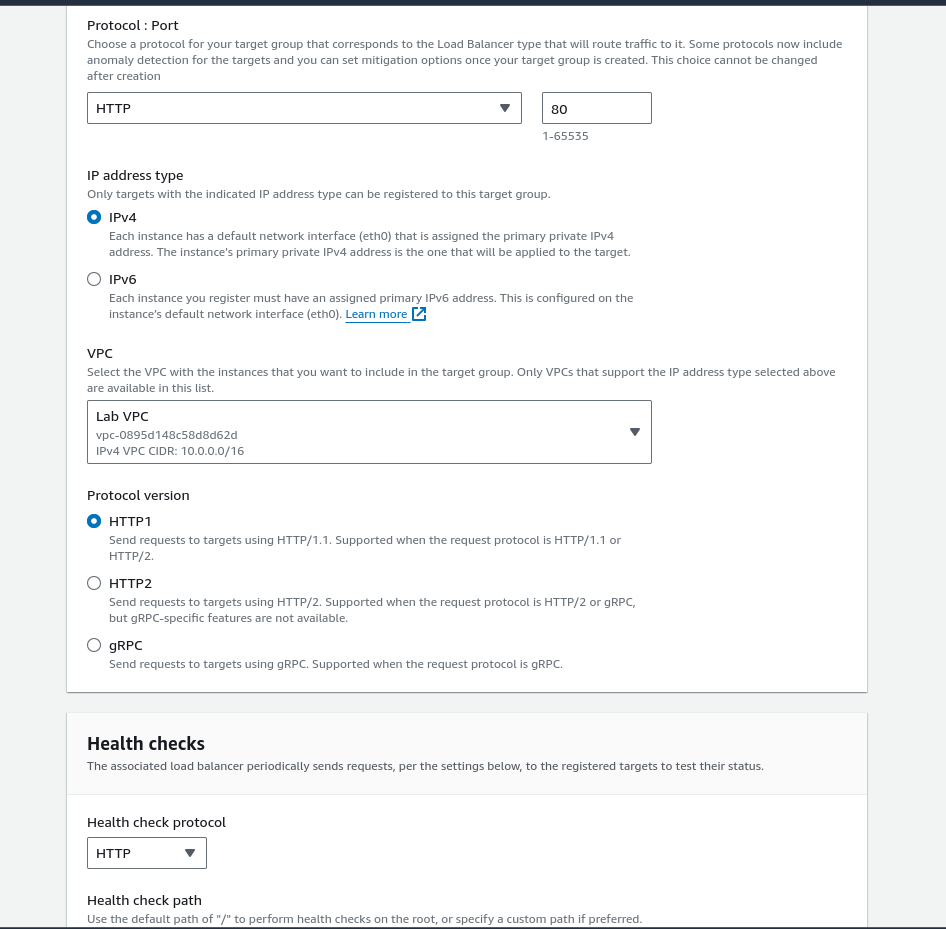 Protocol : Port
Choose a protocol for your target group that corresponds to the Load Balancer type that will route traffic to it. Some protocols now include
anomaly detection for the targets and you can set mitigation options once your target group is created. This choice cannot be changed
after creation
HTTP
80
1-65535
IP address type
Only targets with the indicated IP address type can be registered to this target group.
IPv4
Each instance has a default network interface (eth0) that is assigned the primary private IPv4
address. The instance's primary private IPv4 address is the one that will be applied to the target.
IPv6
Each instance you register must have an assigned primary IPv6 address. This is configured on the
instance's default network interface (eth0). Learn more
VPC
Select the VPC with the instances that you want to include in the target group. Only VPCs that support the IP address type selected above
are available in this list.
Lab VPC
vpc-0895d148c58d8d62d
IPv4 VPC CIDR: 10.0.0.0/16
Protocol version
HTTP1
Send requests to targets using HTTP/1.1. Supported when the request protocol is HTTP/1.1 or
HTTP/2.
HTTP2
Send requests to targets using HTTP/2. Supported when the request protocol is HTTP/2 or gRPC,
but gRPC-specific features are not available.
gRPC
Send requests to targets using gRPC. Supported when the request protocol is gRPC.
Health checks
The associated load balancer periodically sends requests, per the settings below, to the registered targets to test their status.
Health check protocol
HTTP
Health check path
Use the default path of "/" to perform health checks on the root, or specify a custom path if preferred.